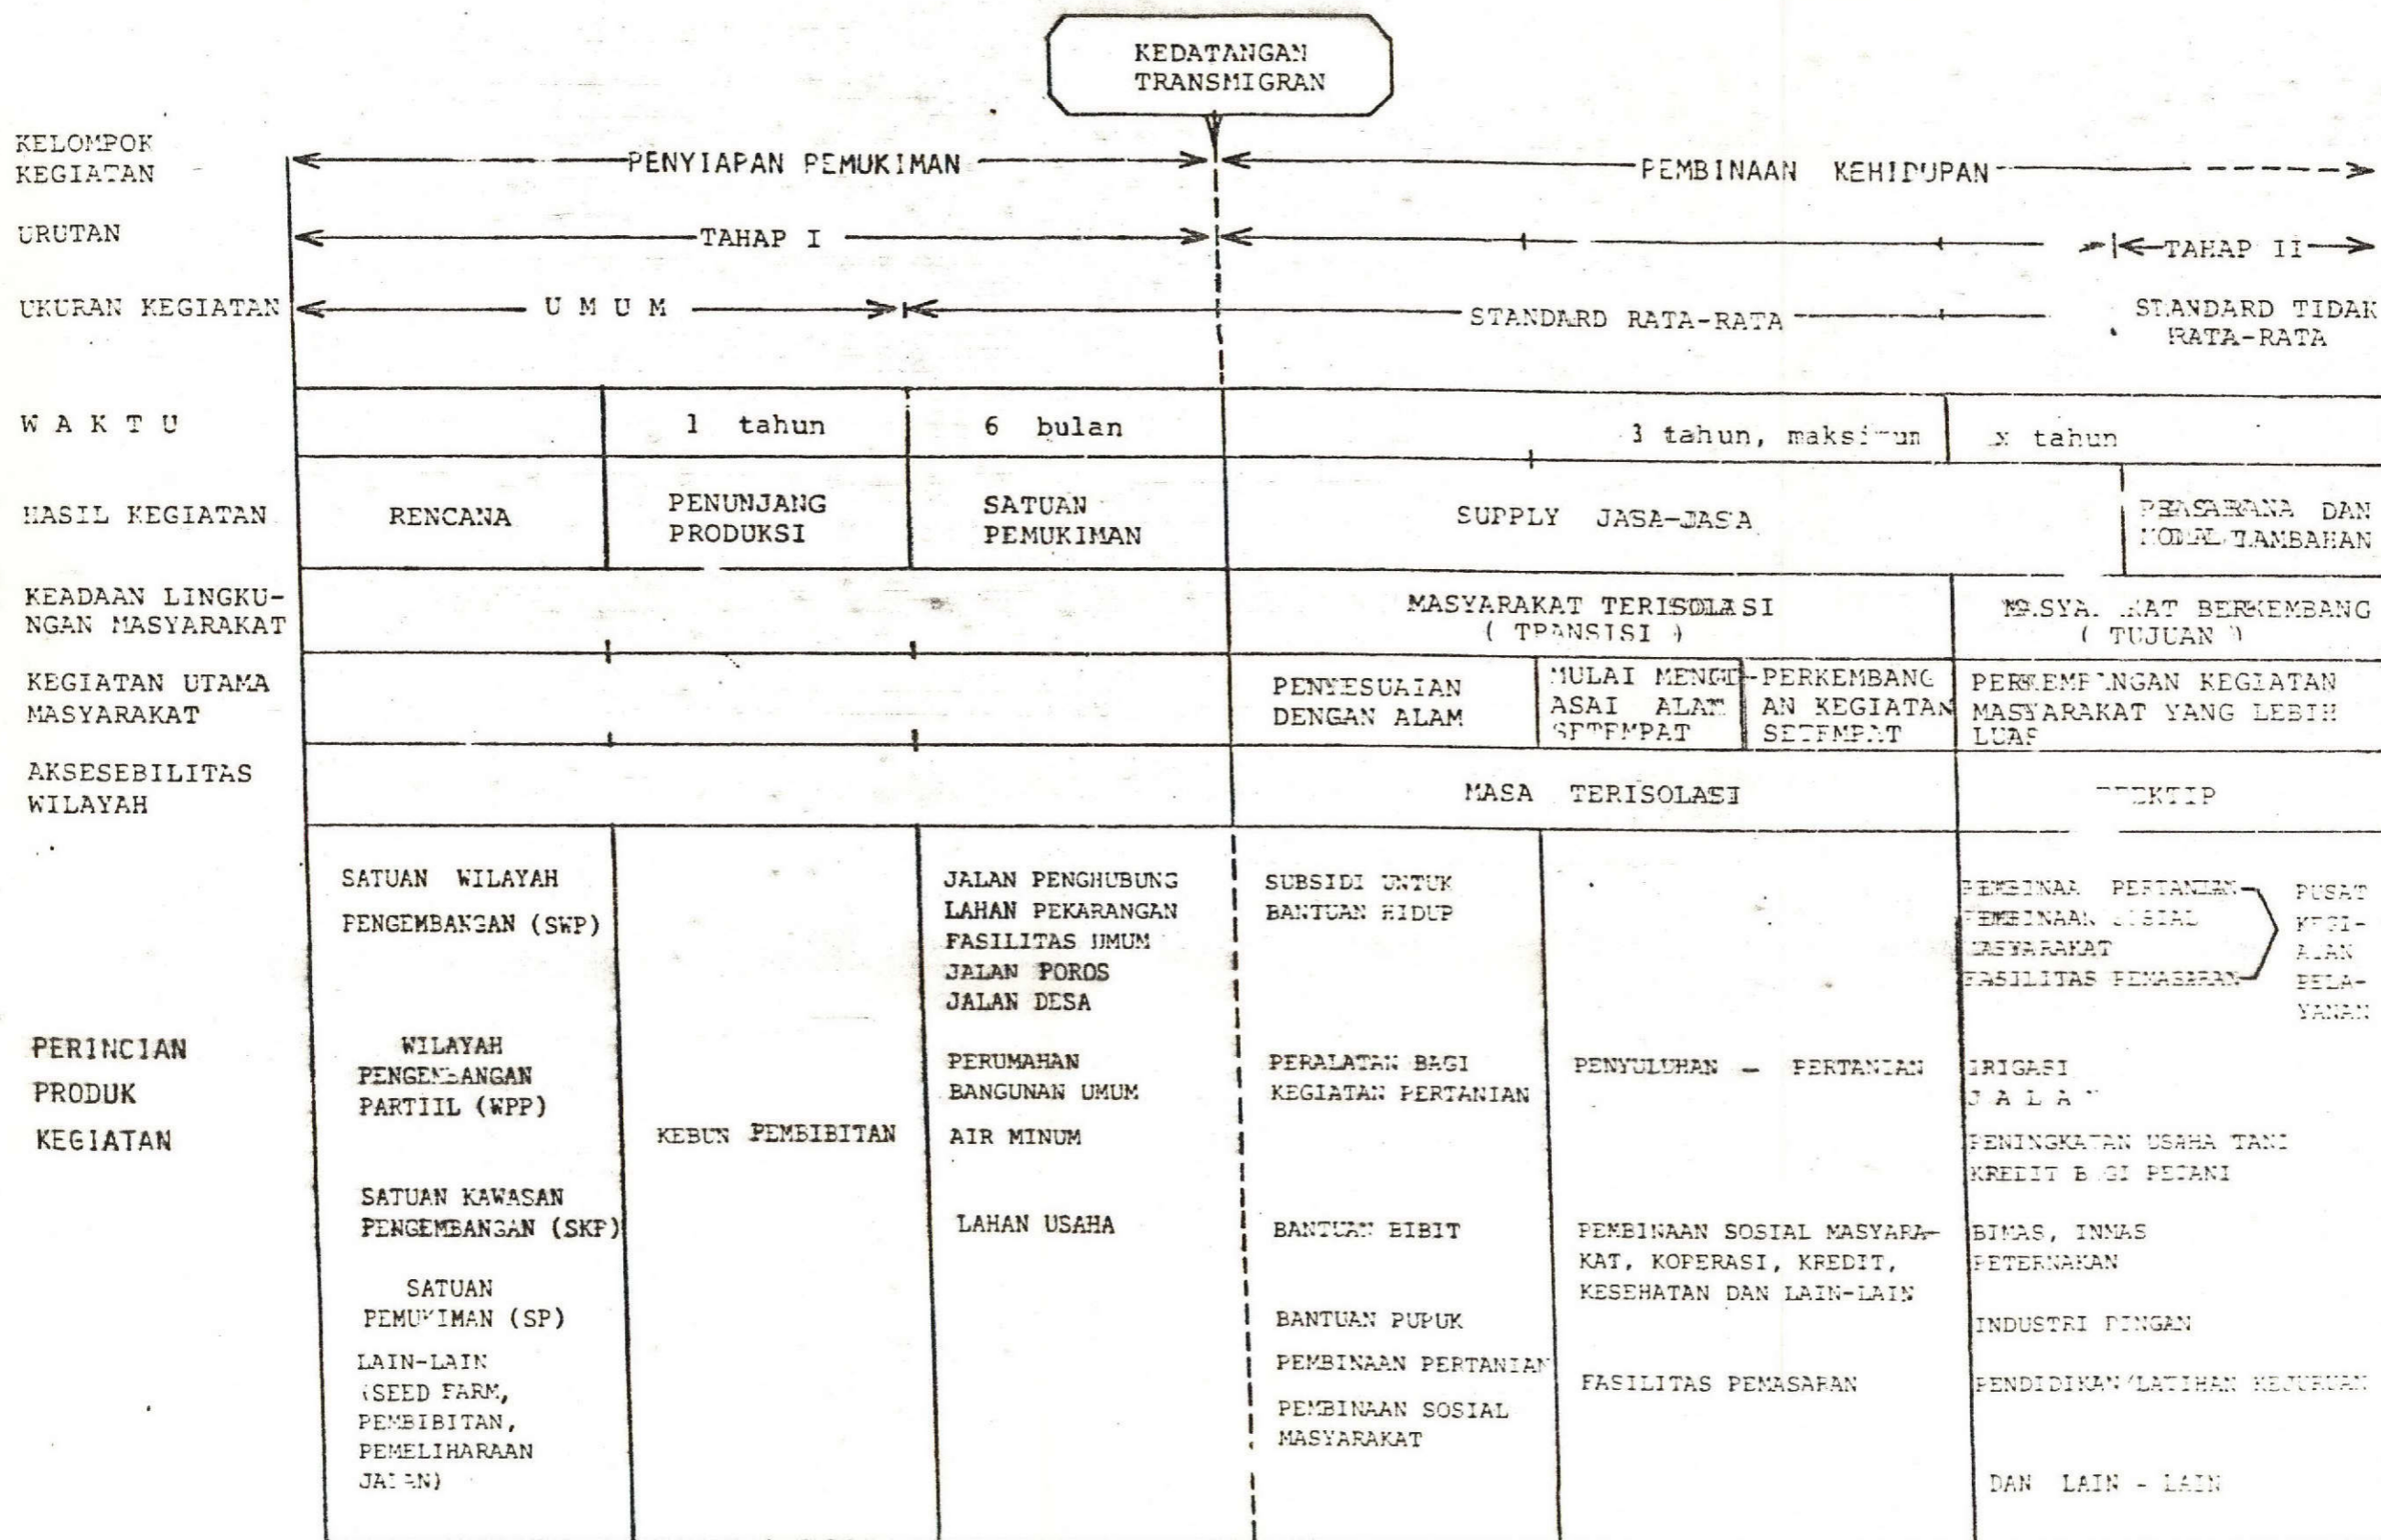 KEDATANGAN
TRANSMIGRAN
KELOMPOK
KEGIATAN
PENYIAPAN PEMUKIMAN
PEMBINAAN KEHIDUPAN
URUTAN
TAHAP I
TAHAP II
UKURAN KEGIATAN
U M U M
STANDARD RATA-RATA
STANDARD TIDAK
RATA-RATA
W A K T U
1 tahun
6 bulan
3 tahun, maksimum
x tahun
HASIL KEGIATAN
RENCANA
PENUNJANG
PRODUKSI
SATUAN
PEMUKIMAN
SUPPLY JASA-JASA
PRASARANA DAN
MODAL TAMBAHAN
KEADAAN LINGKU-
NGAN MASYARAKAT
MASYARAKAT TERISOLASI
( TRANSISI )
MASYARAKAT BERKEMBANG
( TUJUAN )
KEGIATAN UTAMA
MASYARAKAT
PENYESUAIAN
DENGAN ALAM
MULAI MENGU-
ASAI ALAM
SETEMPAT
PERKEMBANG
AN KEGIATAN
SETEMPAT
PERKEMBANGAN KEGIATAN
MASYARAKAT YANG LEBIH
LUAS
AKSESEBILITAS
WILAYAH
MASA TERISOLASI
PERINCIAN
PRODUK
KEGIATAN
SATUAN WILAYAH
PENGEMBANGAN (SWP)
WILAYAH
PENGEMBANGAN
PARTIIL (WPP)
SATUAN KAWASAN
PENGEMBANGAN (SKP)
SATUAN
PEMUKIMAN (SP)
LAIN-LAIN
(SEED FARM,
PEMBIBITAN,
PEMELIHARAAN
JALAN)
KEBUN PEMBIBITAN
JALAN PENGHUBUNG
LAHAN PEKARANGAN
FASILITAS UMUM
JALAN POROS
JALAN DESA
PERUMAHAN
BANGUNAN UMUM
AIR MINUM
LAHAN USAHA
SUBSIDI UNTUK
BANTUAN HIDUP
PERALATAN BAGI
KEGIATAN PERTANIAN
BANTUAN BIBIT
BANTUAN PUPUK
PEMBINAAN PERTANIAN
PEMBINAAN SOSIAL
MASYARAKAT
PENYULUHAN - PERTANIAN
PEMBINAAN SOSIAL MASYARA-
KAT, KOPERASI, KREDIT,
KESEHATAN DAN LAIN-LAIN
FASILITAS PEMASARAN
PEMBINAA PERTANIAN
PEMBINAAN SOSIAL
MASYARAKAT
FASILITAS PEMASARAN
PUSAT
KEGI-
ATAN
PELA-
YANAN
IRIGASI
J A L A N
PENINGKATAN USAHA TANI
KREDIT BAGI PETANI
BIMAS, INMAS
PETERNAKAN
INDUSTRI RINGAN
PENDIDIKAN/LATIHAN KEJURUAN
DAN LAIN - LAIN